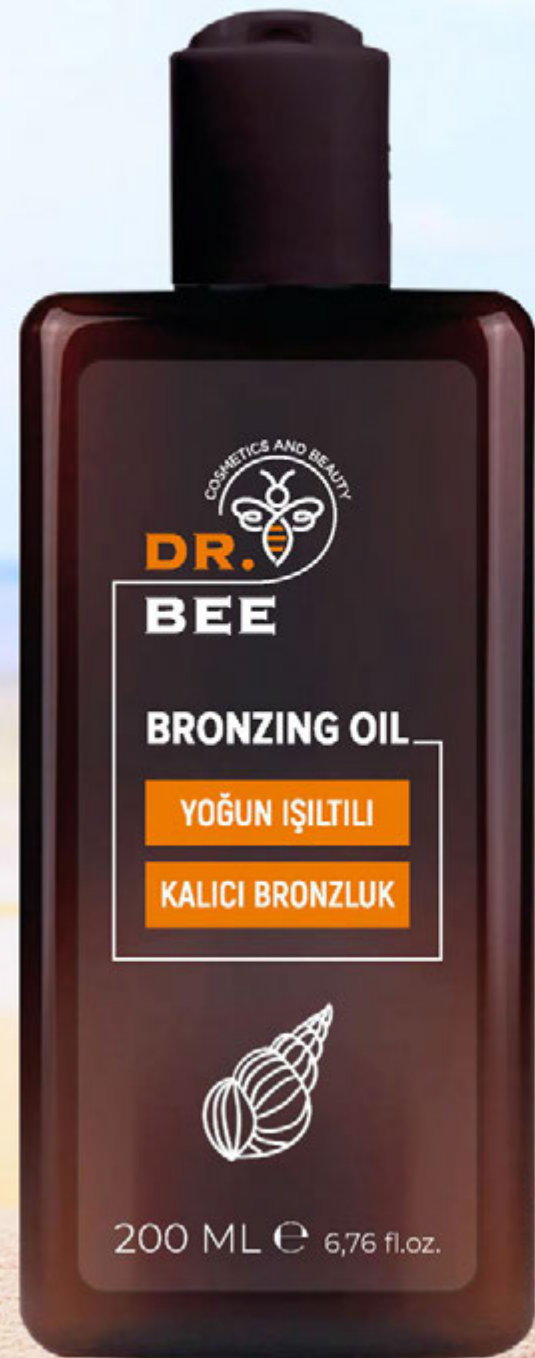 COSMETICS AND BEAUTY
DR.
BEE
BRONZING OIL
YOĞUN IŞILTILI
KALICI BRONZLUK
200 ML ℮ 6,76 fl.oz.